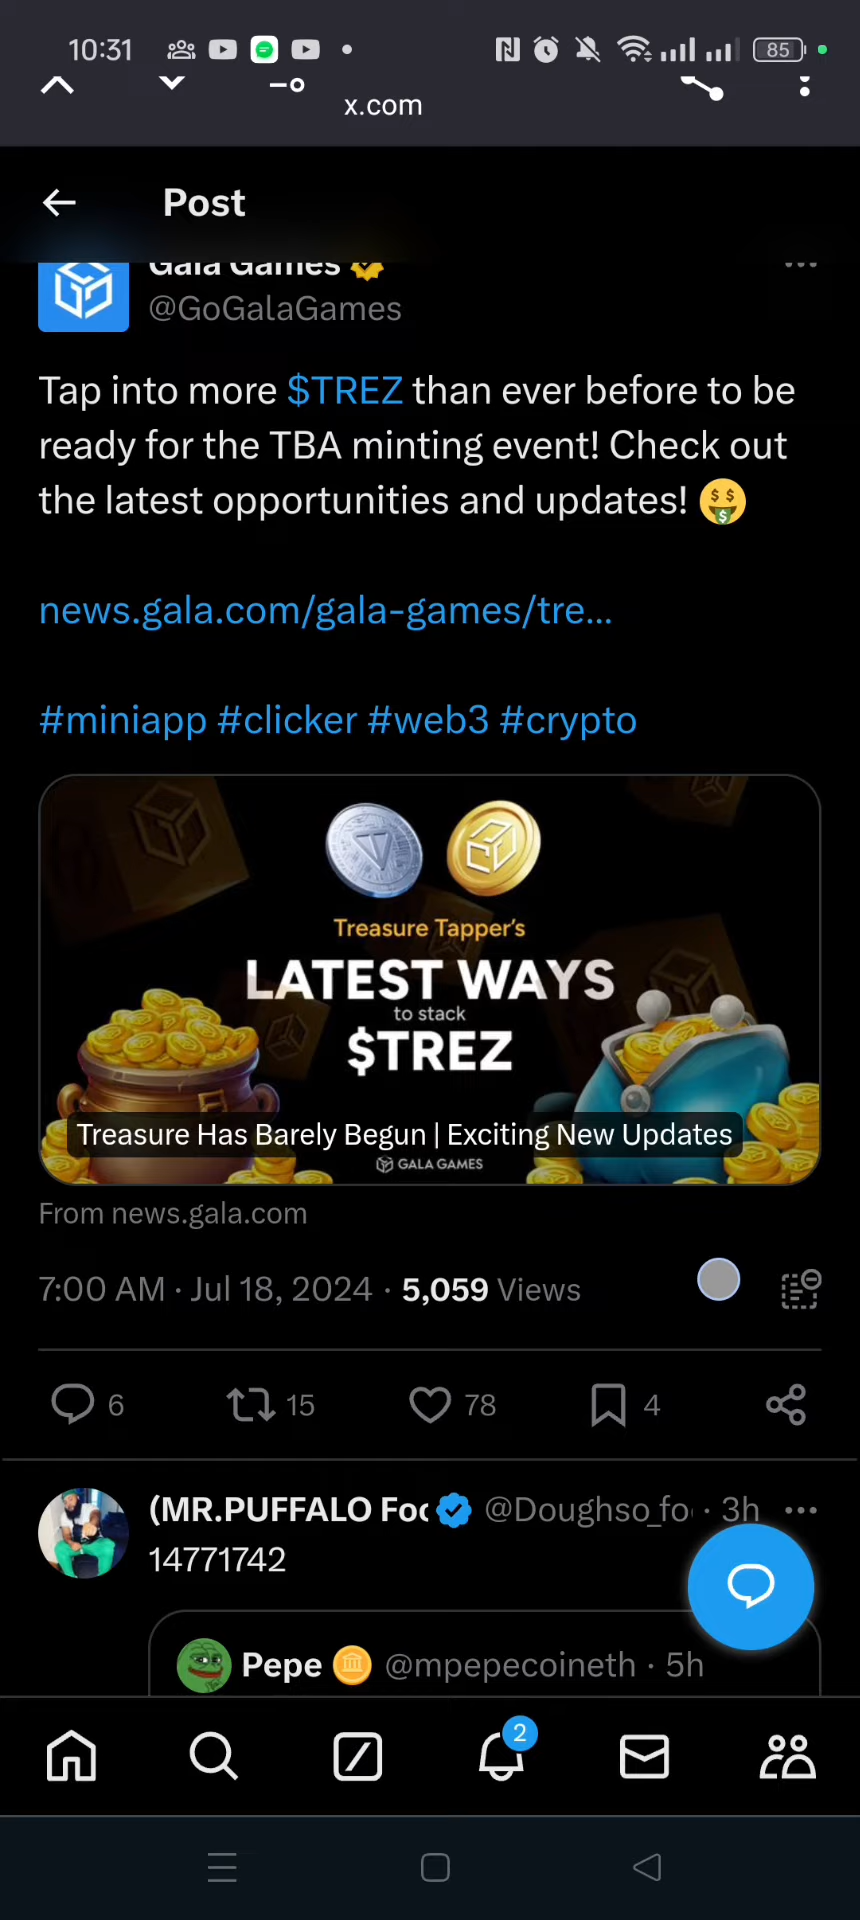 10:31
85
x.com
Post
Gala Games
@GoGalaGames
Tap into more $TREZ than ever before to be
ready for the TBA minting event! Check out
the latest opportunities and updates! 🤑
news.gala.com/gala-games/tre...
#miniapp #clicker #web3 #crypto
Treasure Tapper's
LATEST WAYS
to stack
$TREZ
Treasure Has Barely Begun | Exciting New Updates
GALA GAMES
From news.gala.com
7:00 AM · Jul 18, 2024 · 5,059 Views
6 15 78 4
(MR.PUFFALO Foo @Doughso_fo · 3h
14771742
Pepe @mpepecoineth · 5h
2